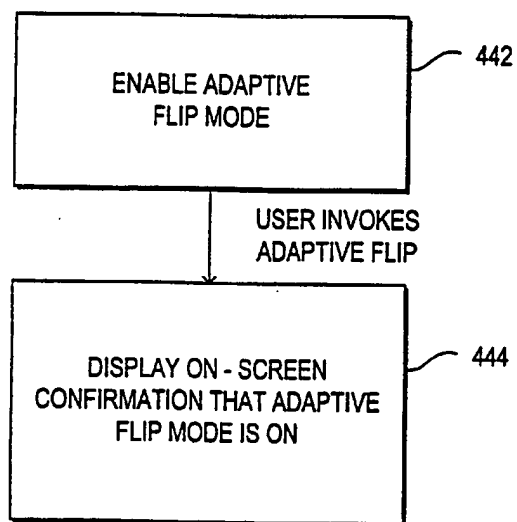 442
ENABLE ADAPTIVE
FLIP MODE
USER INVOKES
ADAPTIVE FLIP
444
DISPLAY ON - SCREEN
CONFIRMATION THAT ADAPTIVE
FLIP MODE IS ON